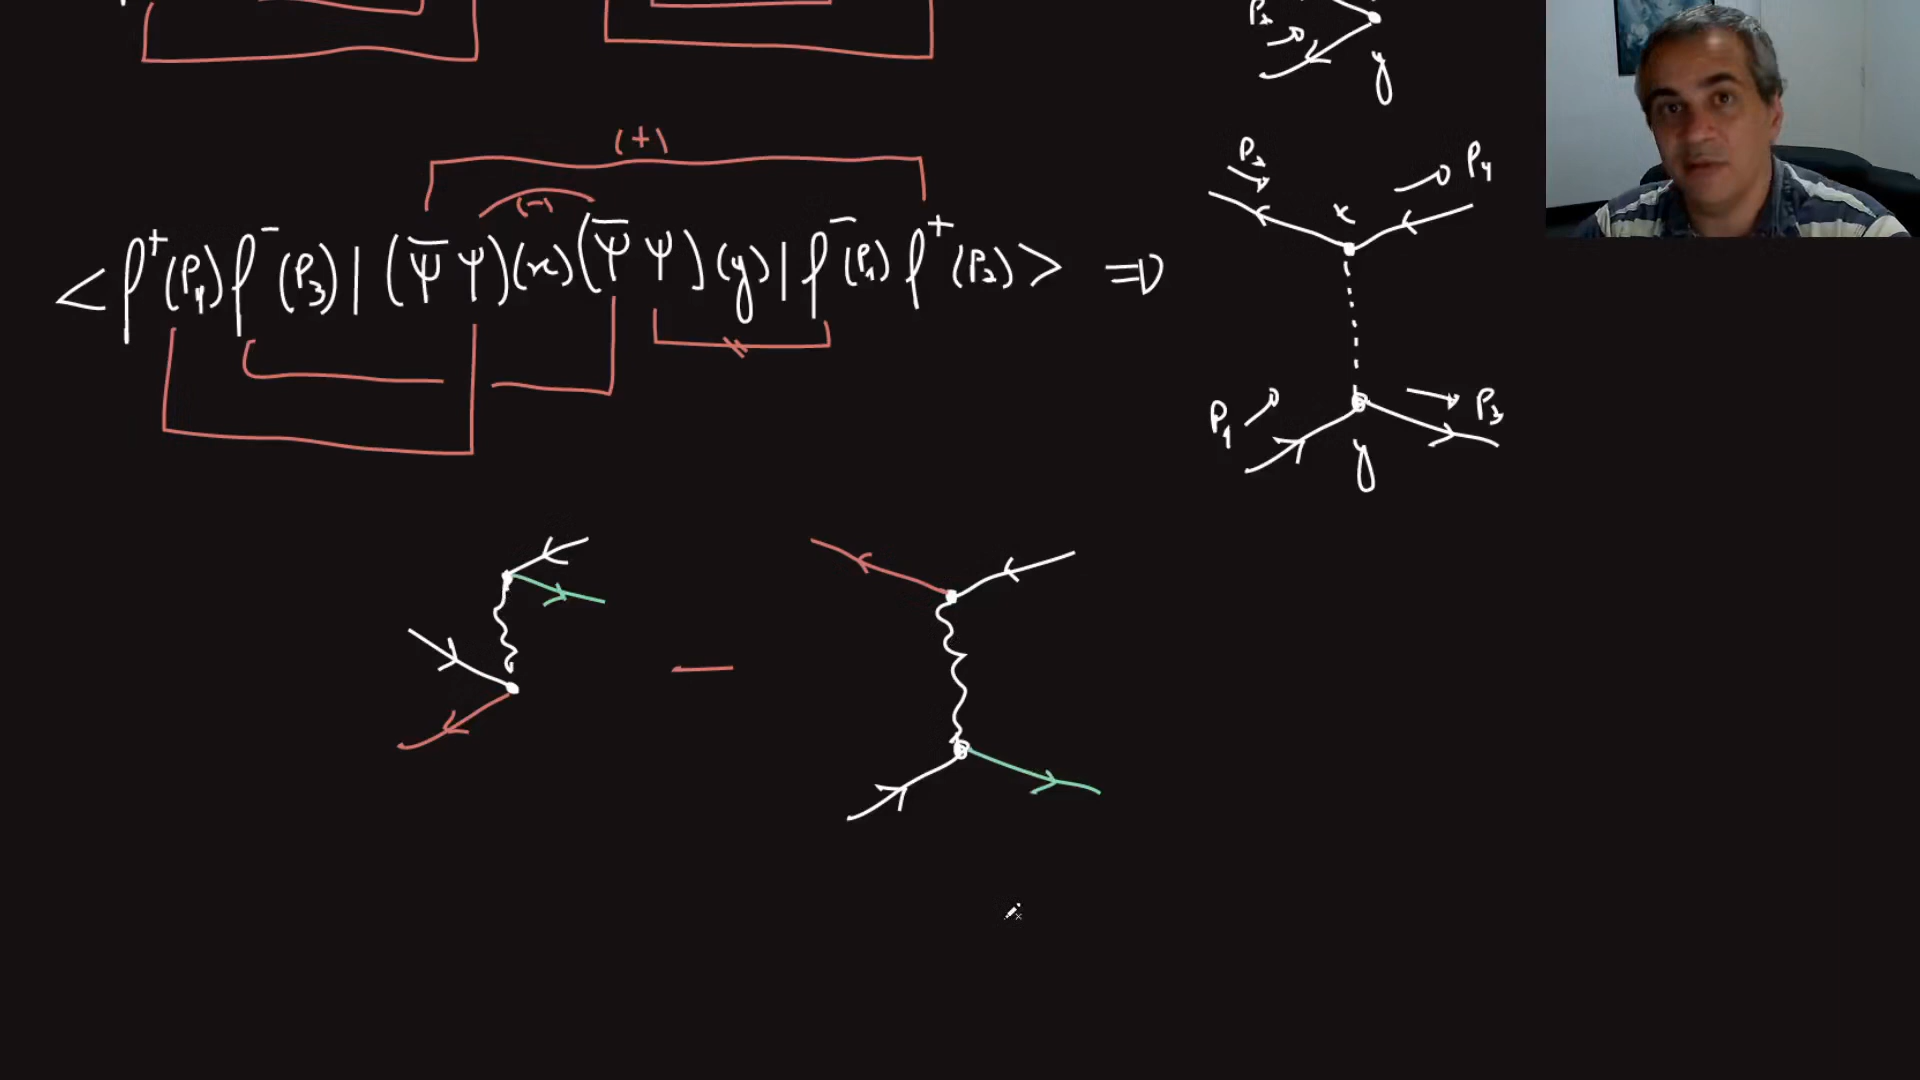 P₂
y
(+)
(-)
P₂ P₄
x
<f⁺(P₄) f⁻(P₃)|(Ψ̄Ψ)(x)(Ψ̄Ψ)(y)|f⁻(P₁) f⁺(P₂)> ⇒
P₁ P₃
y
—